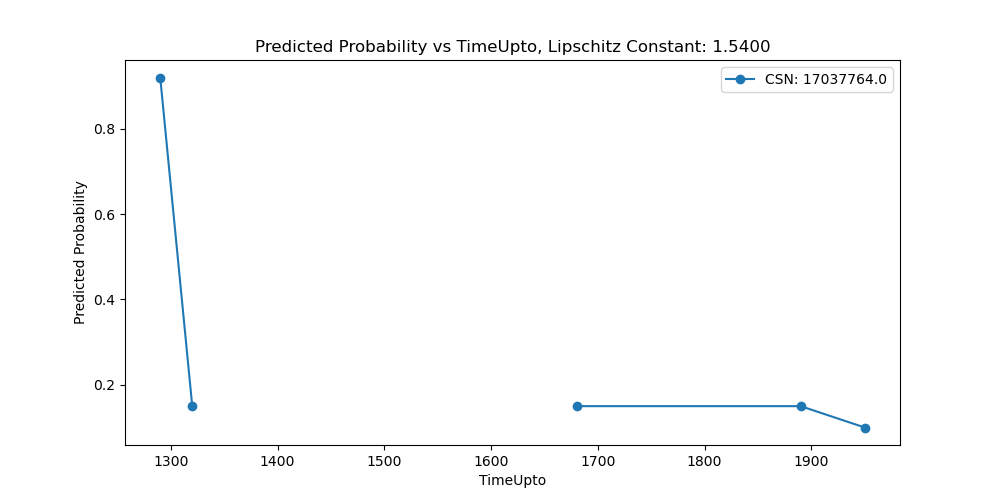 Predicted Probability vs TimeUpto, Lipschitz Constant: 1.5400
CSN: 17037764.0
Predicted Probability
0.8
0.6
0.4
0.2
1300 1400 1500 1600 1700 1800 1900
TimeUpto